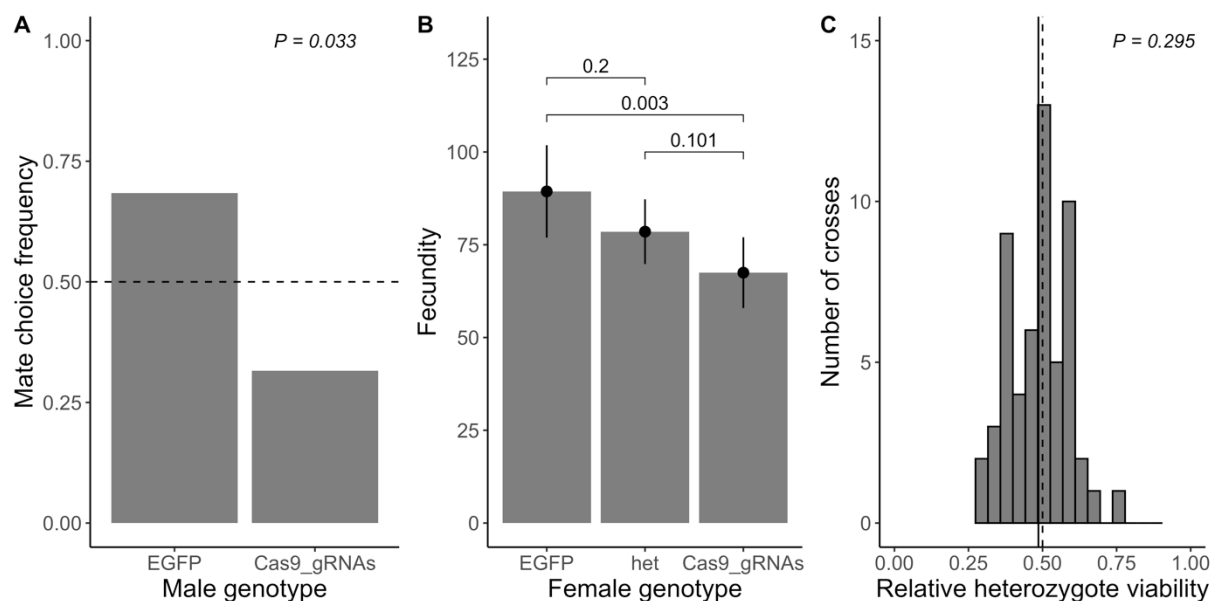 A
P = 0.033
1.00
0.75
0.50
0.25
0.00
Mate choice frequency
EGFP
Cas9_gRNAs
Male genotype
B
125
100
75
50
25
0
Fecundity
0.2
0.003
0.101
EGFP
het
Cas9_gRNAs
Female genotype
C
P = 0.295
15
10
5
0
Number of crosses
0.00
0.25
0.50
0.75
1.00
Relative heterozygote viability